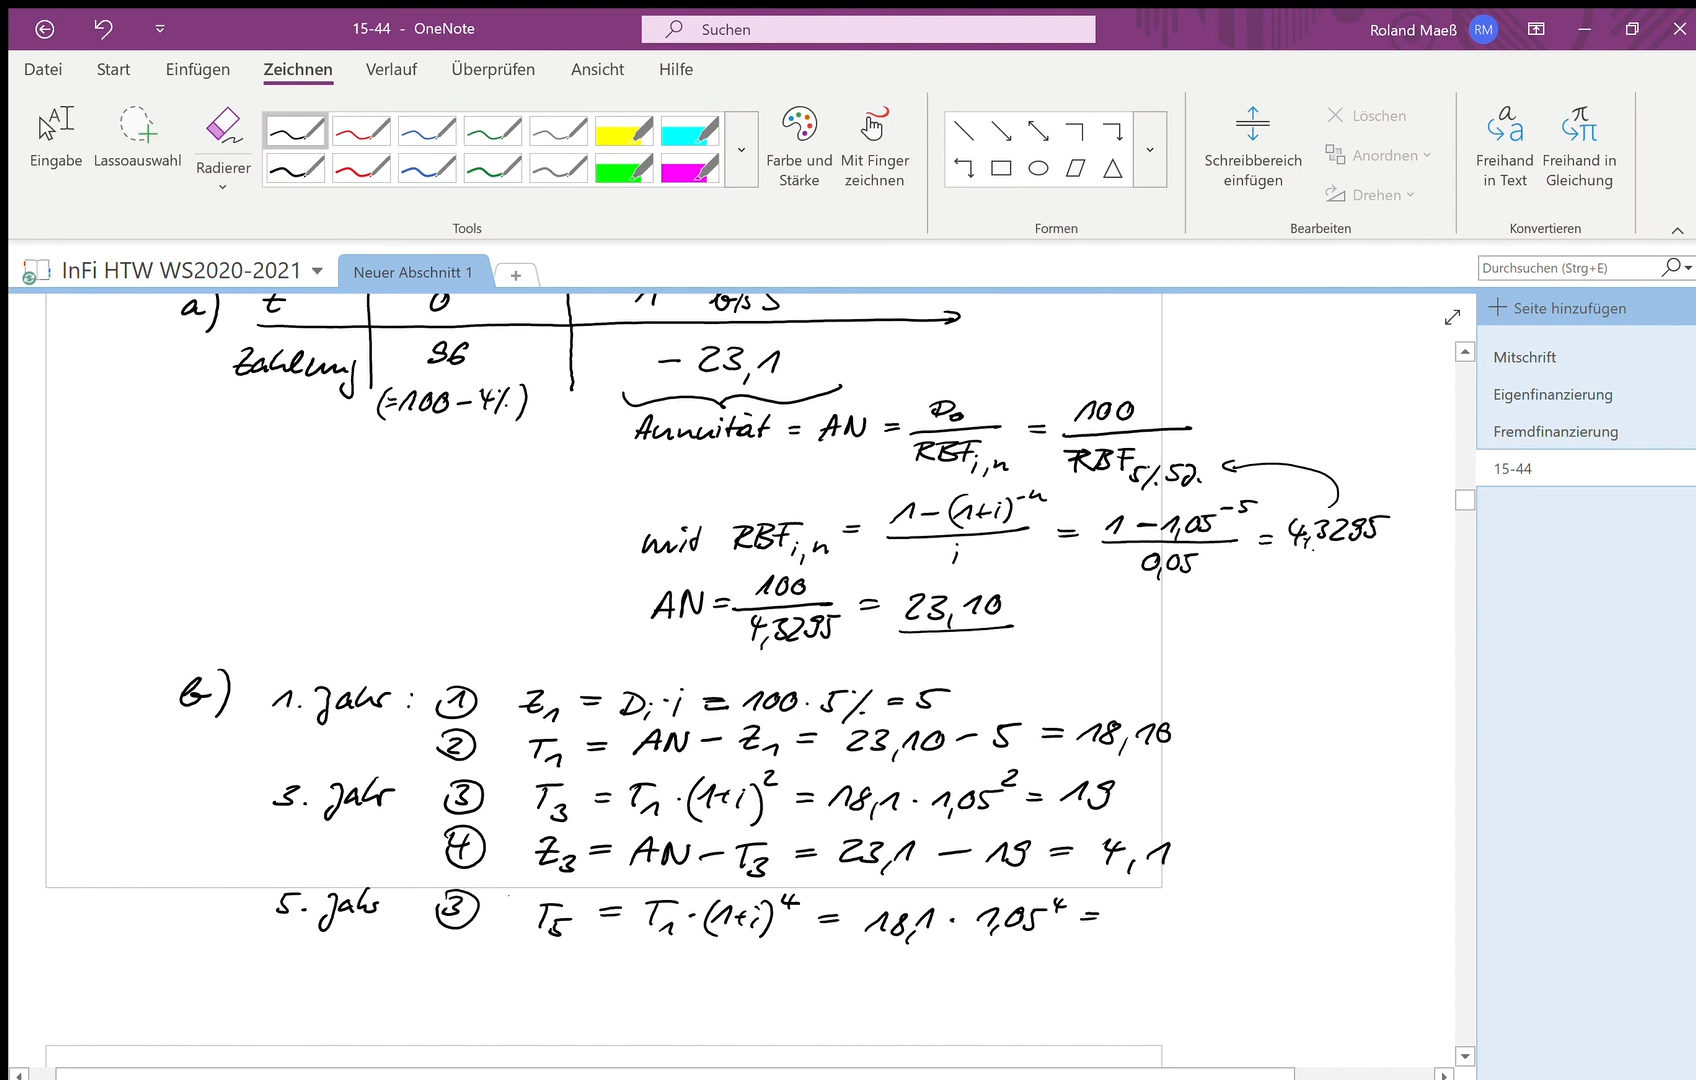 15-44 - OneNote
Suchen
Roland Maeß
RM
Datei Start Einfügen Zeichnen Verlauf Überprüfen Ansicht Hilfe
Eingabe
Lassoauswahl
Radierer
Farbe und Stärke
Mit Finger zeichnen
Schreibbereich einfügen
Löschen
Anordnen
Drehen
Freihand in Text
Freihand in Gleichung
Tools
Formen
Bearbeiten
Konvertieren
InFi HTW WS2020-2021
Neuer Abschnitt 1
Durchsuchen (Strg+E)
Seite hinzufügen
Mitschrift
Eigenfinanzierung
Fremdfinanzierung
15-44
a) t 0 1 bis 5
Zahlung 96 - 23,1
(=100 - 4%)
Annuität = AN = D₀ / RBF i,n = 100 / RBF 5%, 5J.
mit RBF i,n = 1 - (1+i)^-n / i = 1 - 1,05^-5 / 0,05 = 4,3295
AN = 100 / 4,3295 = 23,10
b) 1. Jahr: ① Z₁ = Di · i = 100 · 5% = 5
② T₁ = AN - Z₁ = 23,10 - 5 = 18,10
3. Jahr ③ T₃ = T₁ · (1+i)² = 18,1 · 1,05² = 19
④ Z₃ = AN - T₃ = 23,1 - 19 = 4,1
5. Jahr ③ T₅ = T₁ · (1+i)⁴ = 18,1 · 1,05⁴ =